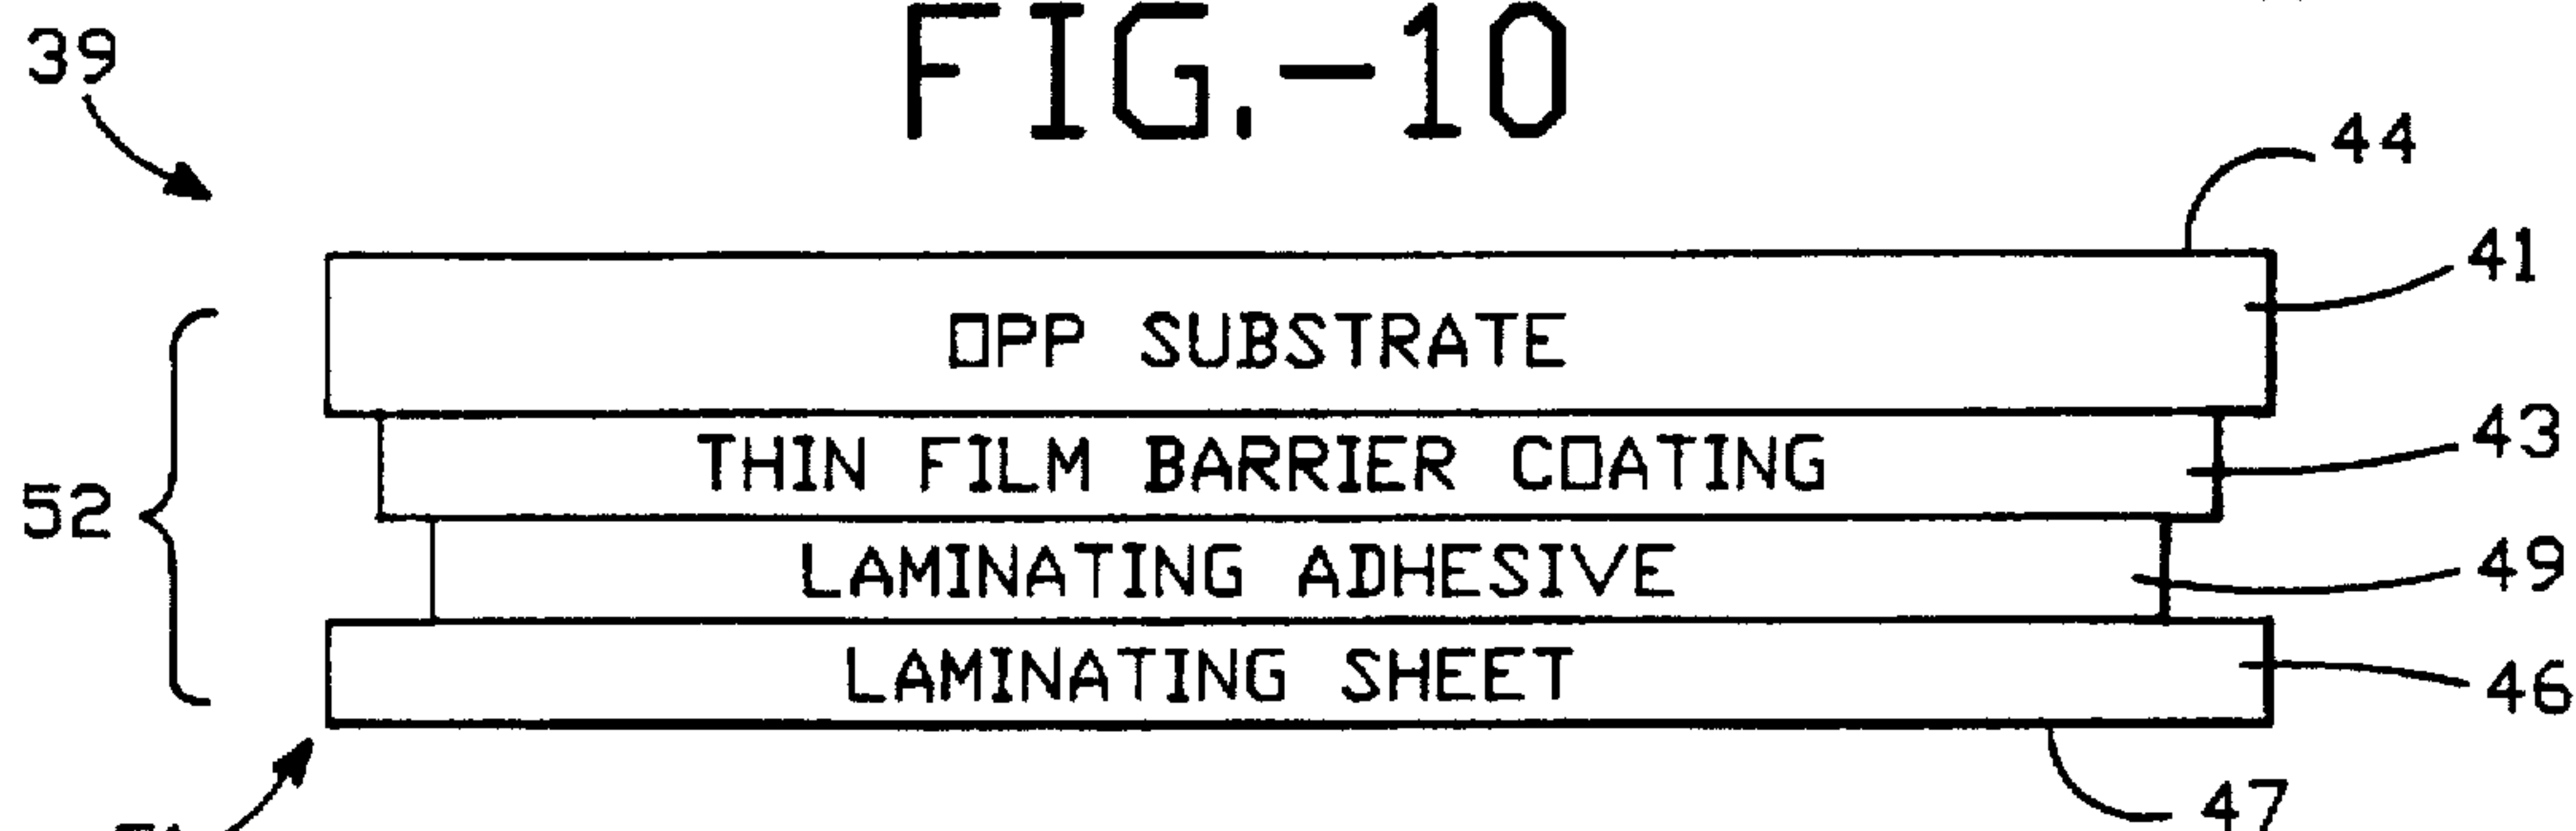 FIG.-10
39
44
41
OPP SUBSTRATE
43
THIN FILM BARRIER COATING
52
49
LAMINATING ADHESIVE
46
LAMINATING SHEET
47